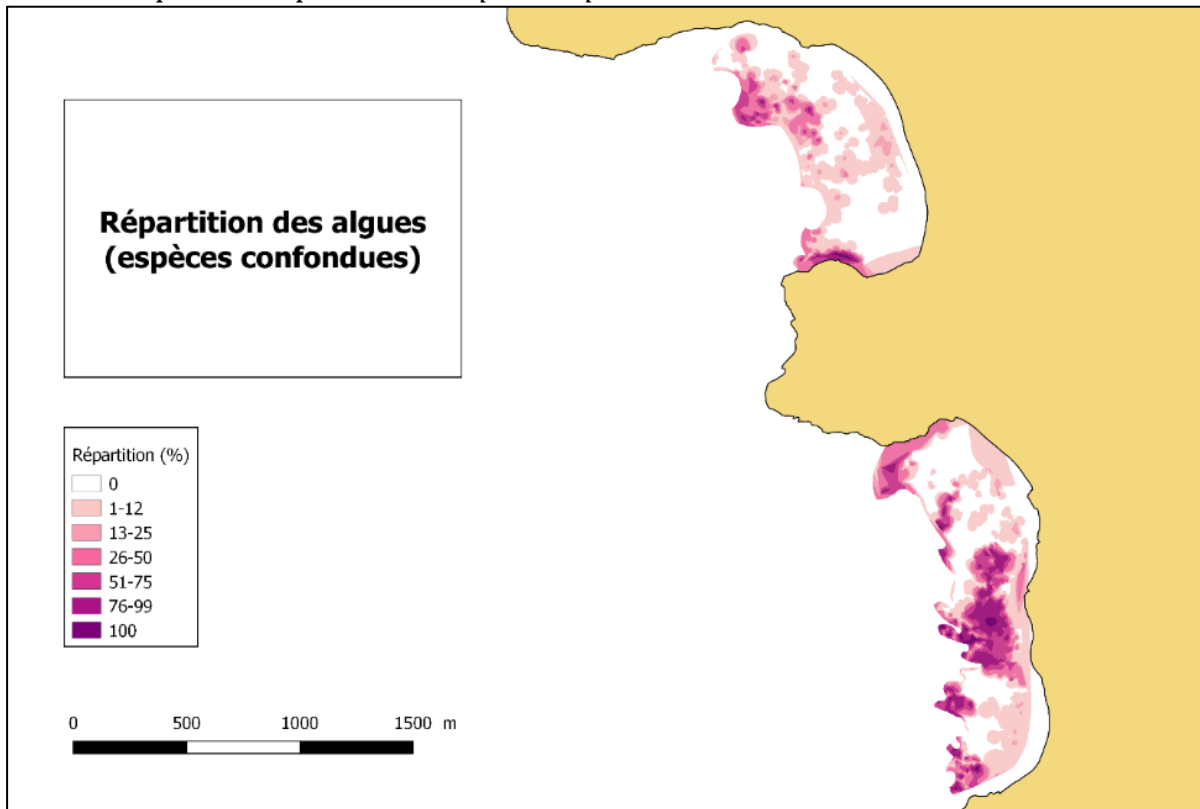 Répartition des algues
(espèces confondues)
Répartition (%)
0
1-12
13-25
26-50
51-75
76-99
100
0 500 1000 1500 m